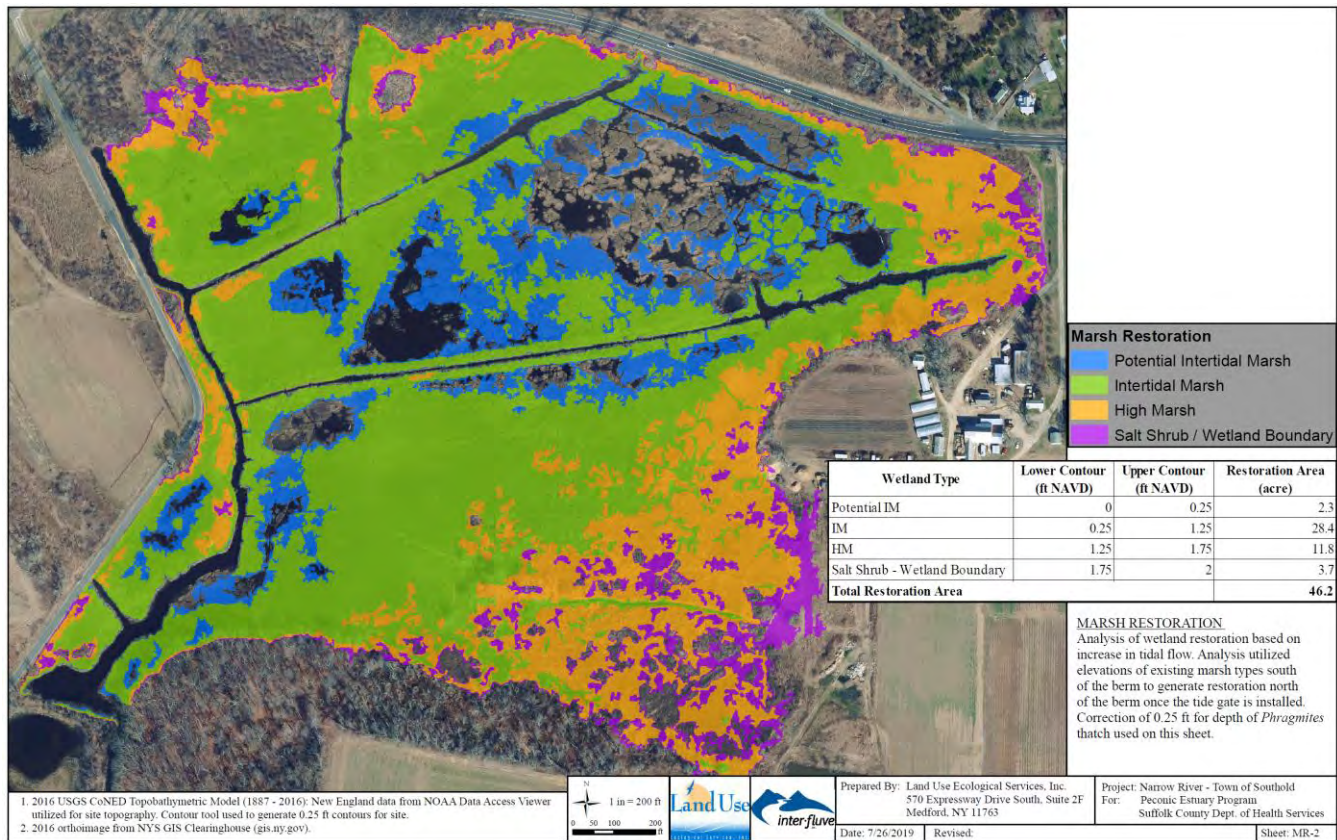 Marsh Restoration
Potential Intertidal Marsh
Intertidal Marsh
High Marsh
Salt Shrub / Wetland Boundary
Wetland Type Lower Contour (ft NAVD) Upper Contour (ft NAVD) Restoration Area (acre)
Potential IM 0 0.25 2.3
IM 0.25 1.25 28.4
HM 1.25 1.75 11.8
Salt Shrub - Wetland Boundary 1.75 2 3.7
Total Restoration Area 46.2
MARSH RESTORATION
Analysis of wetland restoration based on
increase in tidal flow. Analysis utilized
elevations of existing marsh types south
of the berm to generate restoration north
of the berm once the tide gate is installed.
Correction of 0.25 ft for depth of Phragmites
thatch used on this sheet.
1. 2016 USGS CoNED Topobathymetric Model (1887 - 2016): New England data from NOAA Data Access Viewer
utilized for site topography. Contour tool used to generate 0.25 ft contours for site.
2. 2016 orthoimage from NYS GIS Clearinghouse (gis.ny.gov).
N
1 in = 200 ft
200 0 200
ft
Land Use
inter-fluve
Prepared By: Land Use Ecological Services, Inc.
570 Expressway Drive South, Suite 2F
Medford, NY 11763
Date: 7/26/2019 Revised:
Project: Narrow River - Town of Southold
For: Peconic Estuary Program
Suffolk County Dept. of Health Services
Sheet: MR-2